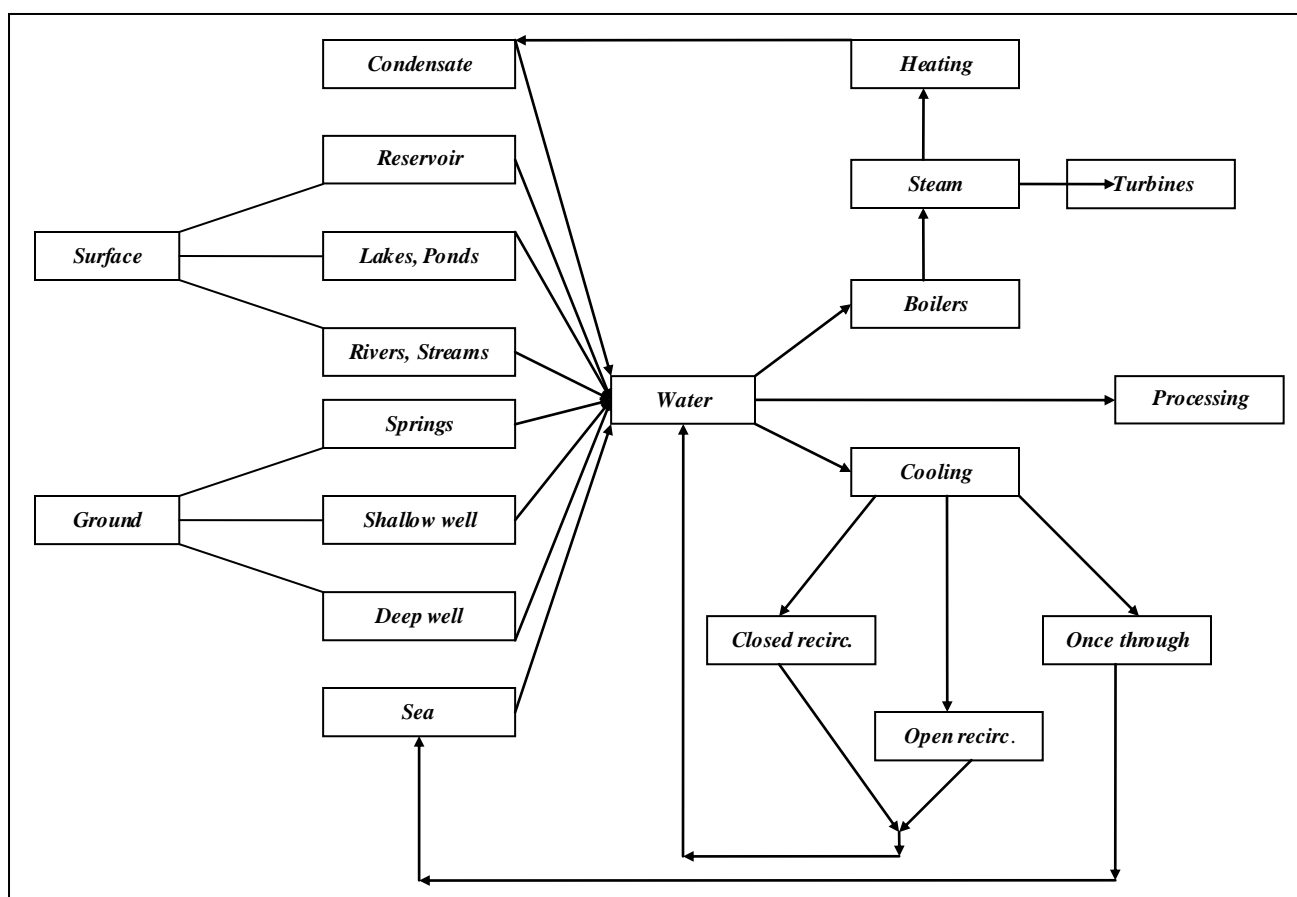 Condensate
Heating
Reservoir
Steam
Turbines
Surface
Lakes, Ponds
Boilers
Rivers, Streams
Water
Processing
Springs
Cooling
Ground
Shallow well
Deep well
Closed recirc.
Once through
Sea
Open recirc.